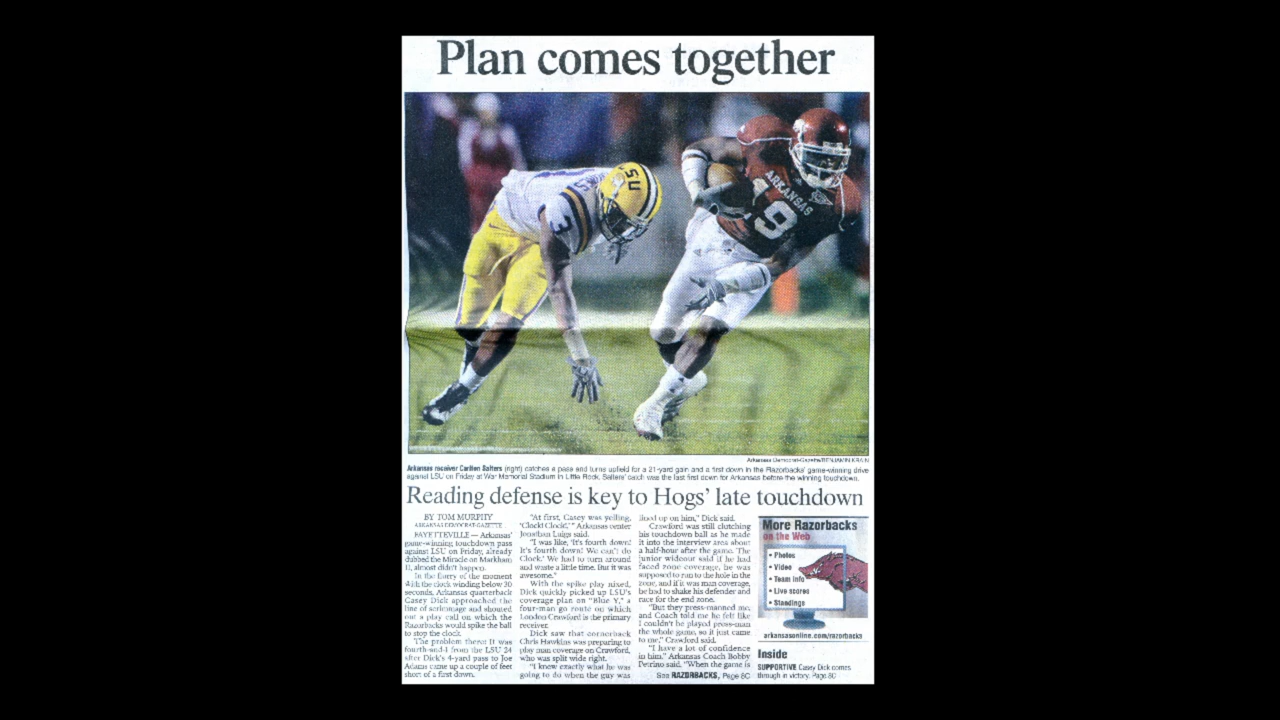 Plan comes together
LSU
3
ARKANSAS
19
Arkansas Democrat-Gazette/BENJAMIN KRAIN
Arkansas receiver Carlton Salters (right) catches a pass and turns upfield for a 21-yard gain and a first down in the Razorbacks' game-winning drive
against LSU on Friday at War Memorial Stadium in Little Rock. Salters' catch was the last first down for Arkansas before the winning touchdown.
Reading defense is key to Hogs' late touchdown
BY TOM MURPHY
ARKANSAS DEMOCRAT-GAZETTE
FAYETTEVILLE — Arkansas'
game-winning touchdown pass
against LSU on Friday, already
dubbed the Miracle on Markham
II, almost didn't happen.
In the flurry of the moment
with the clock winding below 30
seconds, Arkansas quarterback
Casey Dick approached the
line of scrimmage and shouted
out a play call on which the
Razorbacks would spike the ball
to stop the clock.
The problem there: It was
fourth-and-1 from the LSU 24
after Dick's 4-yard pass to Joe
Adams came up a couple of feet
short of a first down.
"At first, Casey was yelling,
'Clock! Clock,' " Arkansas center
Jonathan Luigs said.
"I was like, 'It's fourth down!
It's fourth down! We can't do
Clock.' We had to turn around
and waste a little time. But it was
awesome."
With the spike play nixed,
Dick quickly picked up LSU's
coverage plan on "Blue Y," a
four-man go route on which
London Crawford is the primary
receiver.
Dick saw that cornerback
Chris Hawkins was preparing to
play man coverage on Crawford,
who was split wide right.
"I knew exactly what he was
going to do when the guy was
lined up on him," Dick said.
Crawford was still clutching
his touchdown ball as he made
it into the interview area about
a half-hour after the game. The
junior wideout said if he had
faced zone coverage, he was
supposed to run to the hole in the
zone, and if it was man coverage,
he had to shake his defender and
race for the end zone.
"But they press-manned me,
and Coach told me he felt like
I couldn't be played press-man
the whole game, so it just came
to me," Crawford said.
"I have a lot of confidence
in him," Arkansas Coach Bobby
Petrino said. "When the game is
See RAZORBACKS, Page 8C
More Razorbacks
on the Web
• Photos
• Video
• Team info
• Live scores
• Standings
arkansasonline.com/razorbacks
Inside
SUPPORTIVE Casey Dick comes
through in victory. Page 8C